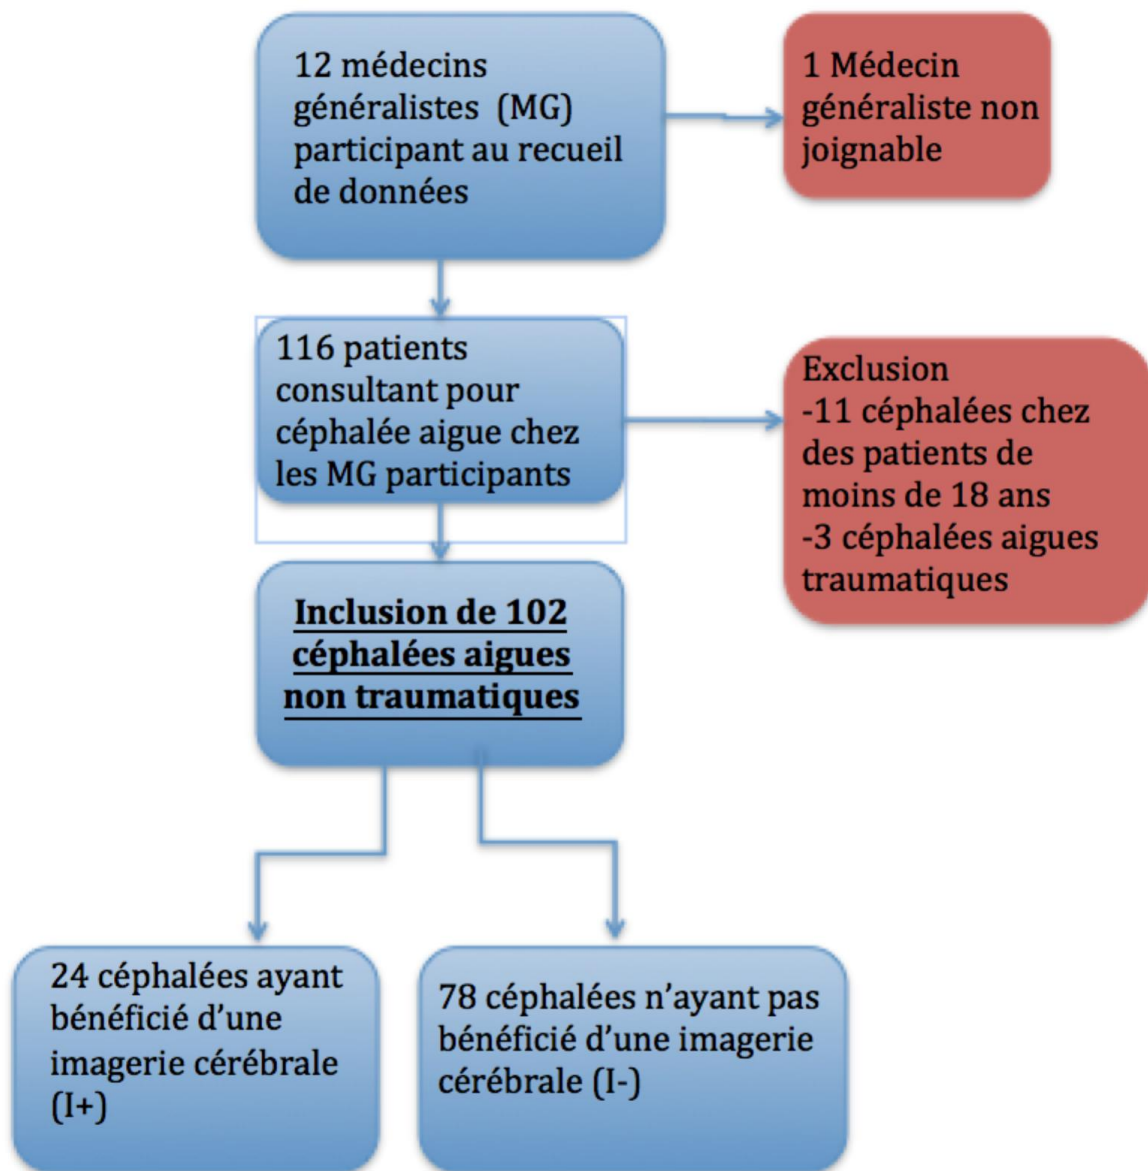 12 médecins
généralistes (MG)
participant au recueil
de données
1 Médecin
généraliste non
joignable
116 patients
consultant pour
céphalée aigue chez
les MG participants
Exclusion
-11 céphalées chez
des patients de
moins de 18 ans
-3 céphalées aigues
traumatiques
Inclusion de 102
céphalées aigues
non traumatiques
24 céphalées ayant
bénéficié d’une
imagerie cérébrale
(I+)
78 céphalées n’ayant pas
bénéficié d’une imagerie
cérébrale (I-)